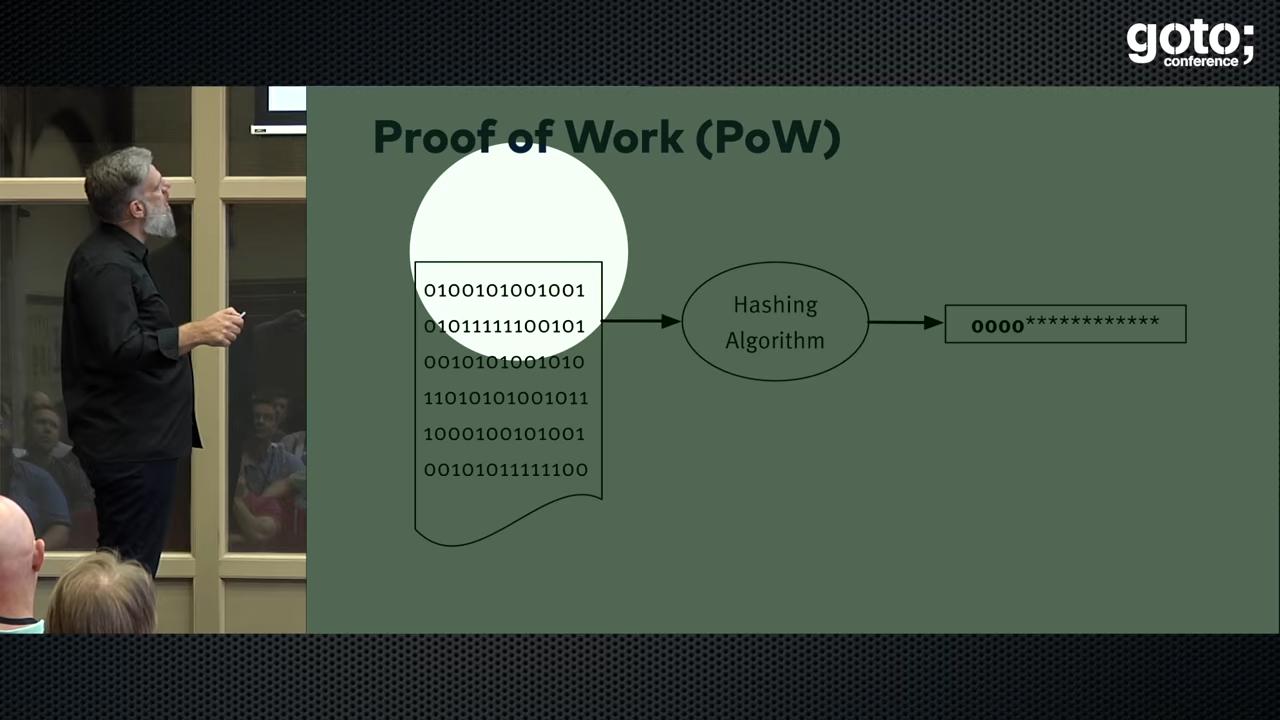 goto;
conference
Proof of Work (PoW)
0100101001001
01011111100101
0010101001010
11010101001011
1000100101001
00101011111100
Hashing
Algorithm
0000************